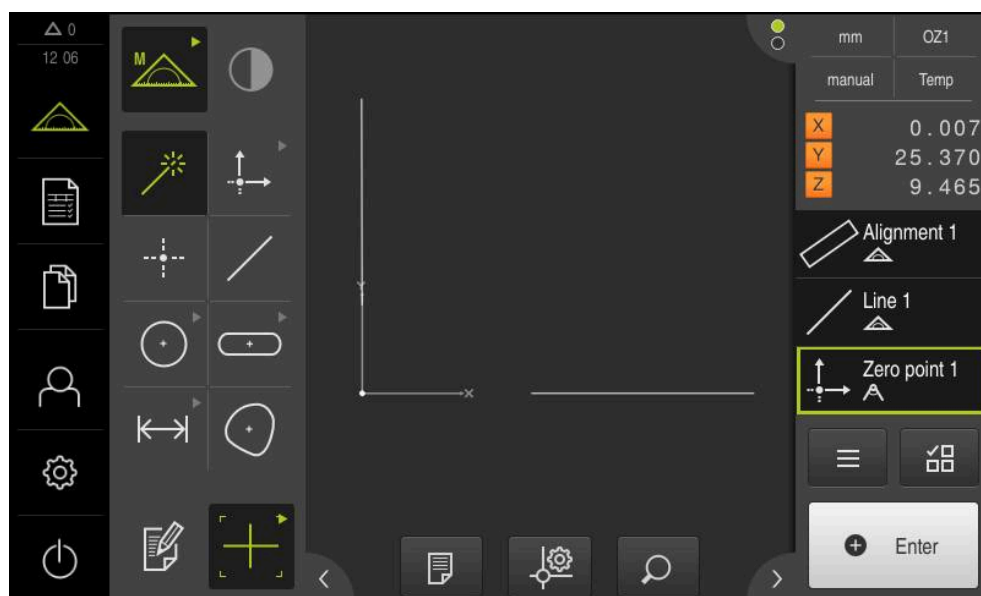 0
12 06
M
mm OZ1
manual Temp
X 0.007
Y 25.370
Z 9.465
Alignment 1
Line 1
Zero point 1
Y
X
Enter